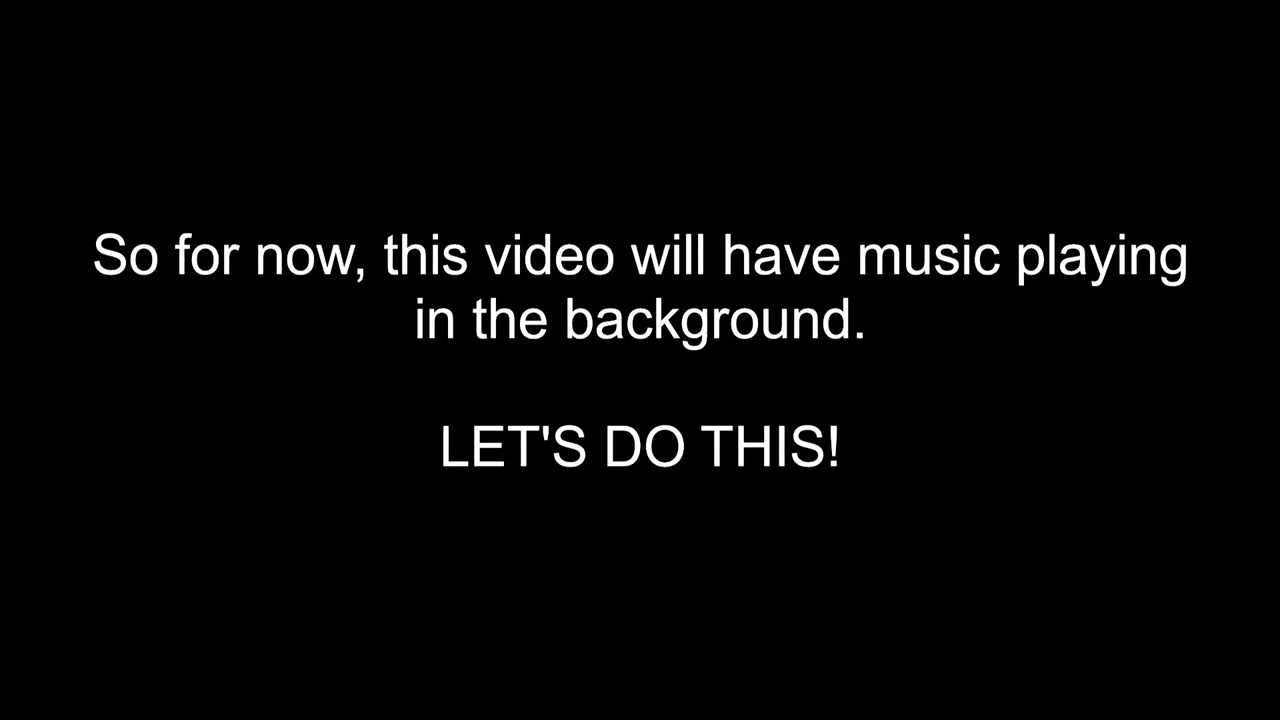 So for now, this video will have music playing
in the background.
LET'S DO THIS!